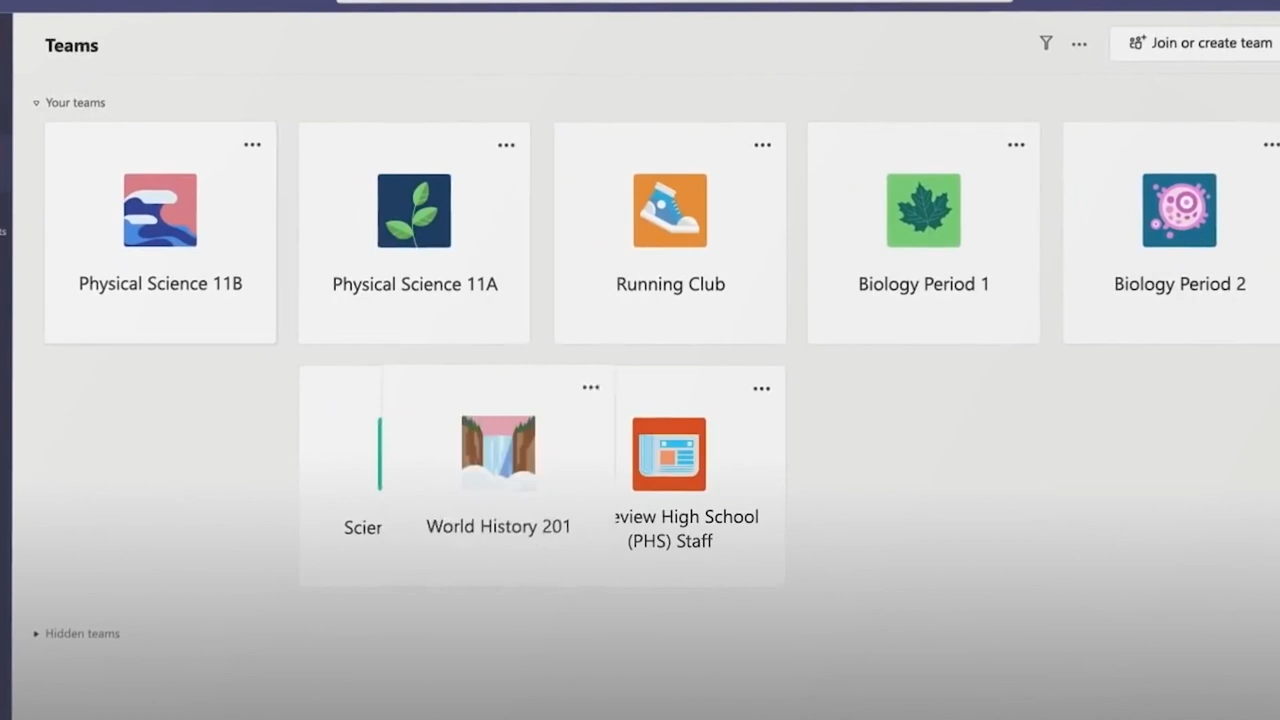 Teams
Join or create team
Your teams
Physical Science 11B
Physical Science 11A
Running Club
Biology Period 1
Biology Period 2
Scier
World History 201
eview High School
(PHS) Staff
Hidden teams